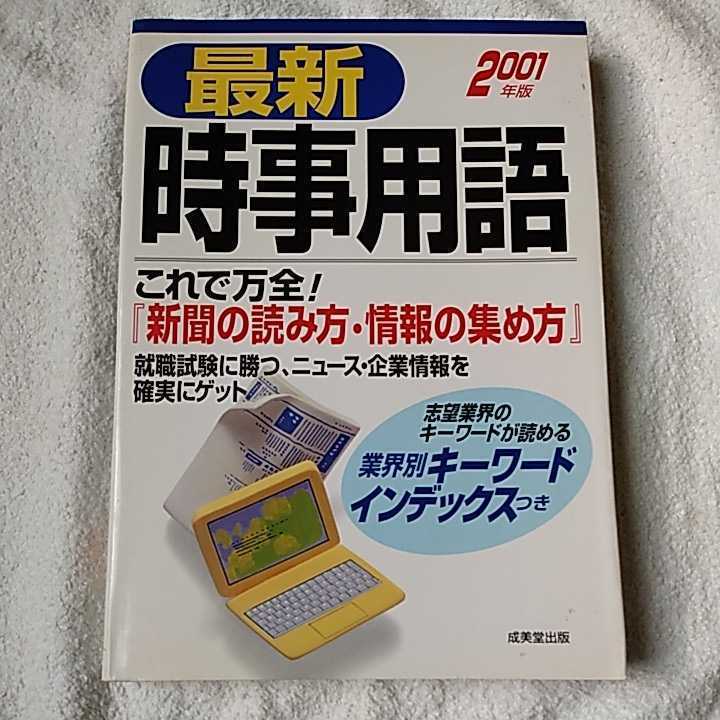 最新
2001
年版
時事用語
これで万全!
『新聞の読み方・情報の集め方』
就職試験に勝つ、ニュース・企業情報を
確実にゲット
志望業界の
キーワードが読める
業界別キーワード
インデックスつき
成美堂出版